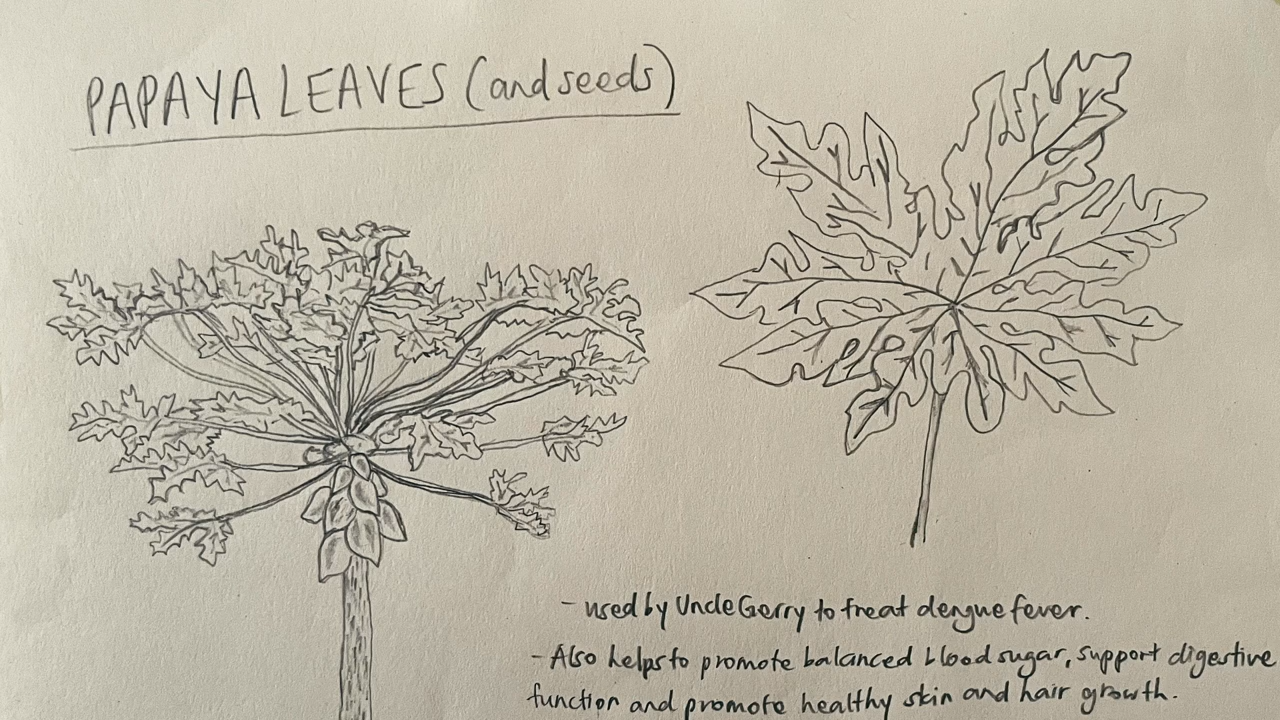 PAPAYA LEAVES (and seeds)
- used by Uncle Gerry to treat dengue fever.
- Also helps to promote balanced blood sugar, support digestive
function and promote healthy skin and hair growth.